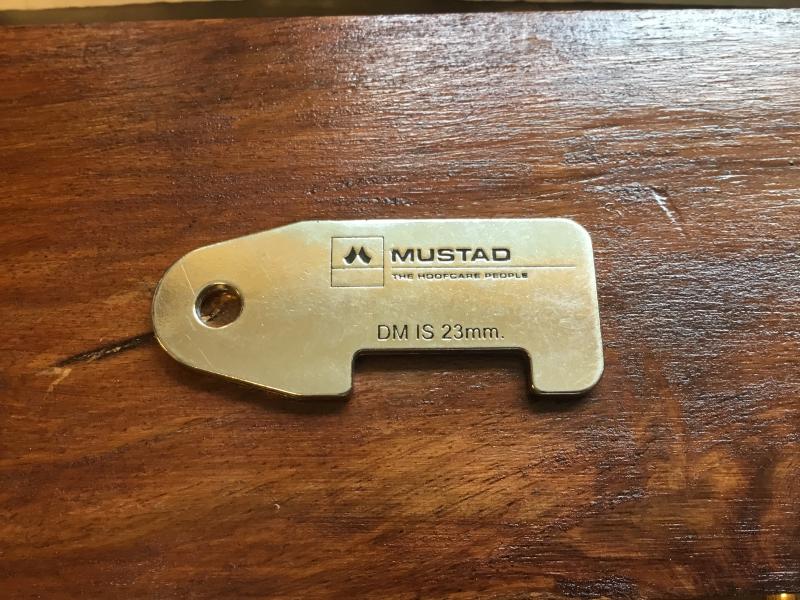 MUSTAD
THE HOOFCARE PEOPLE
DM IS 23mm.